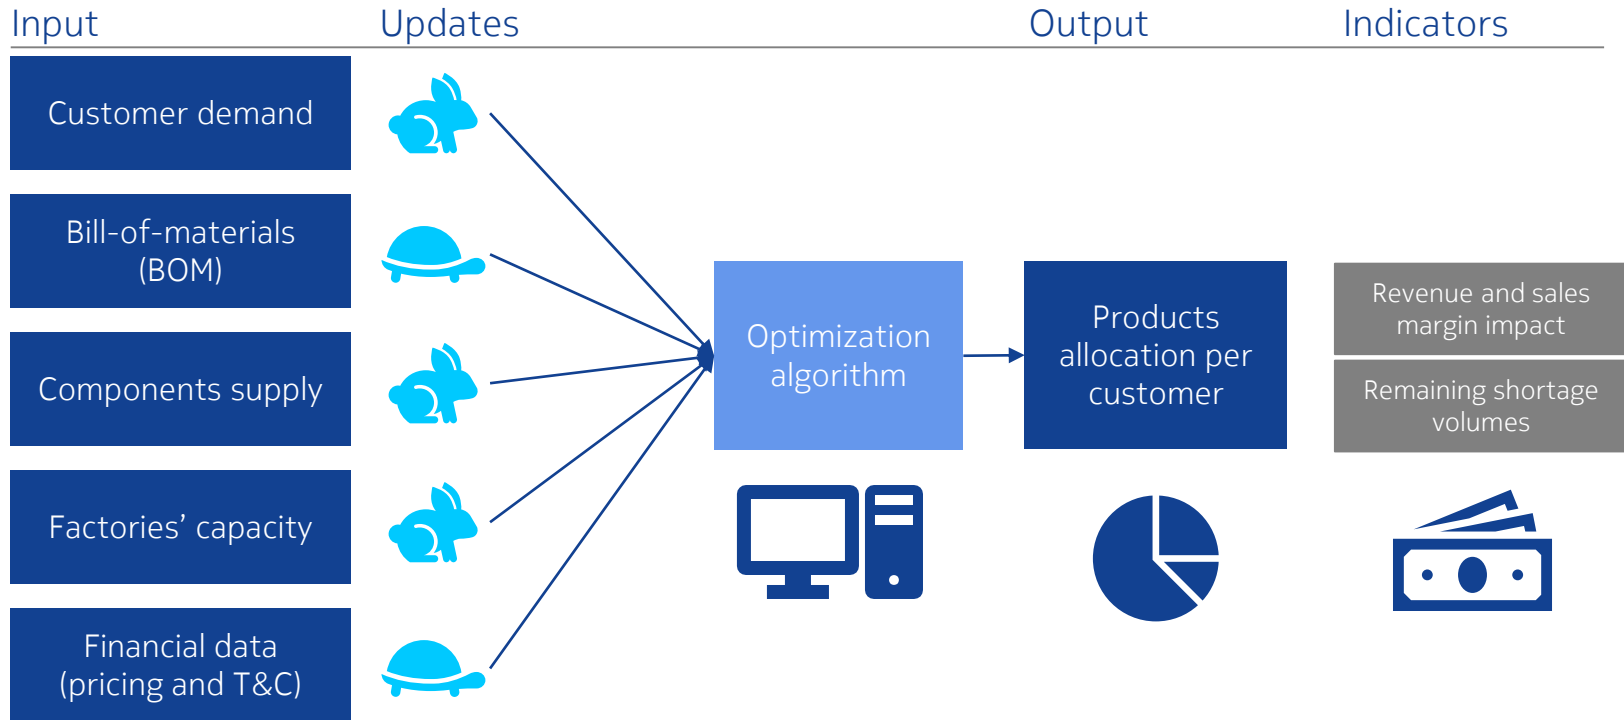 Input
Updates
Output
Indicators
Customer demand
Bill-of-materials
(BOM)
Components supply
Factories’ capacity
Financial data
(pricing and T&C)
Optimization
algorithm
Products
allocation per
customer
Revenue and sales
margin impact
Remaining shortage
volumes